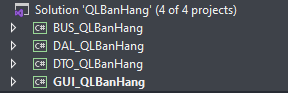 Solution 'QLBanHang' (4 of 4 projects)
C# BUS_QLBanHang
C# DAL_QLBanHang
C# DTO_QLBanHang
C# GUI_QLBanHang